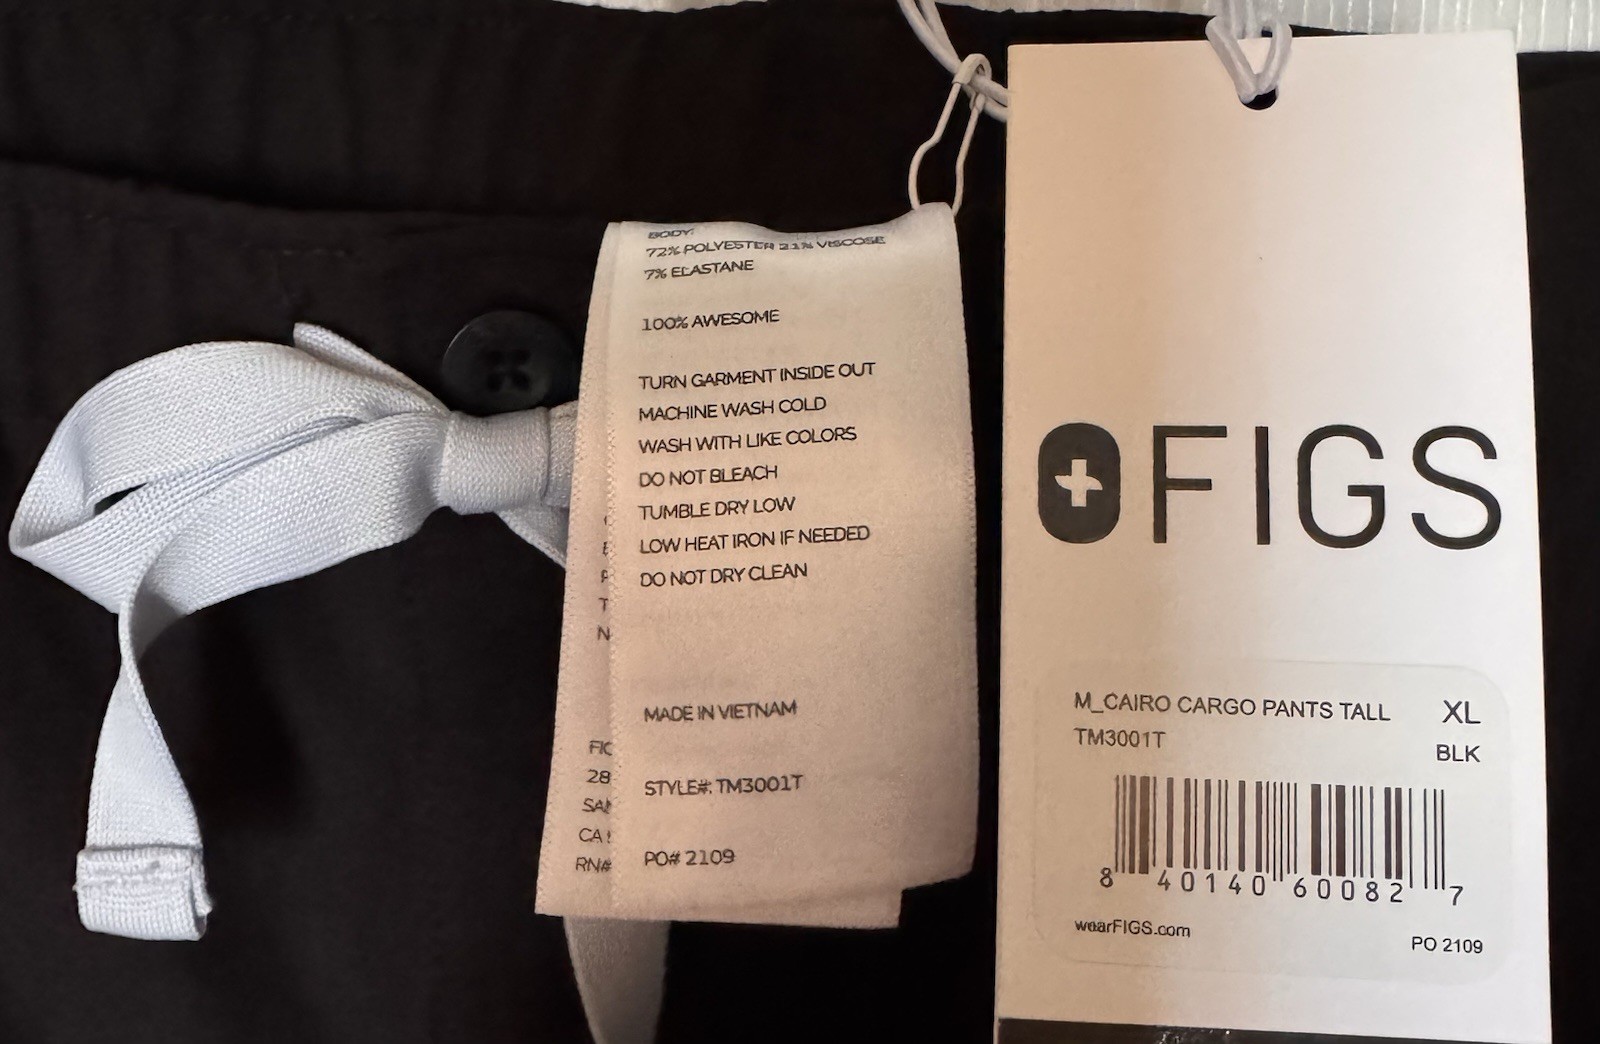 BODY:
72% POLYESTER 21% VISCOSE
7% ELASTANE
100% AWESOME
TURN GARMENT INSIDE OUT
MACHINE WASH COLD
WASH WITH LIKE COLORS
DO NOT BLEACH
TUMBLE DRY LOW
LOW HEAT IRON IF NEEDED
DO NOT DRY CLEAN
MADE IN VIETNAM
STYLE#: TM3001T
PO# 2109
28
CA
RN#
FIGS
M_CAIRO CARGO PANTS TALL XL
TM3001T BLK
8 40140 60082 7
wearFIGS.com
PO 2109